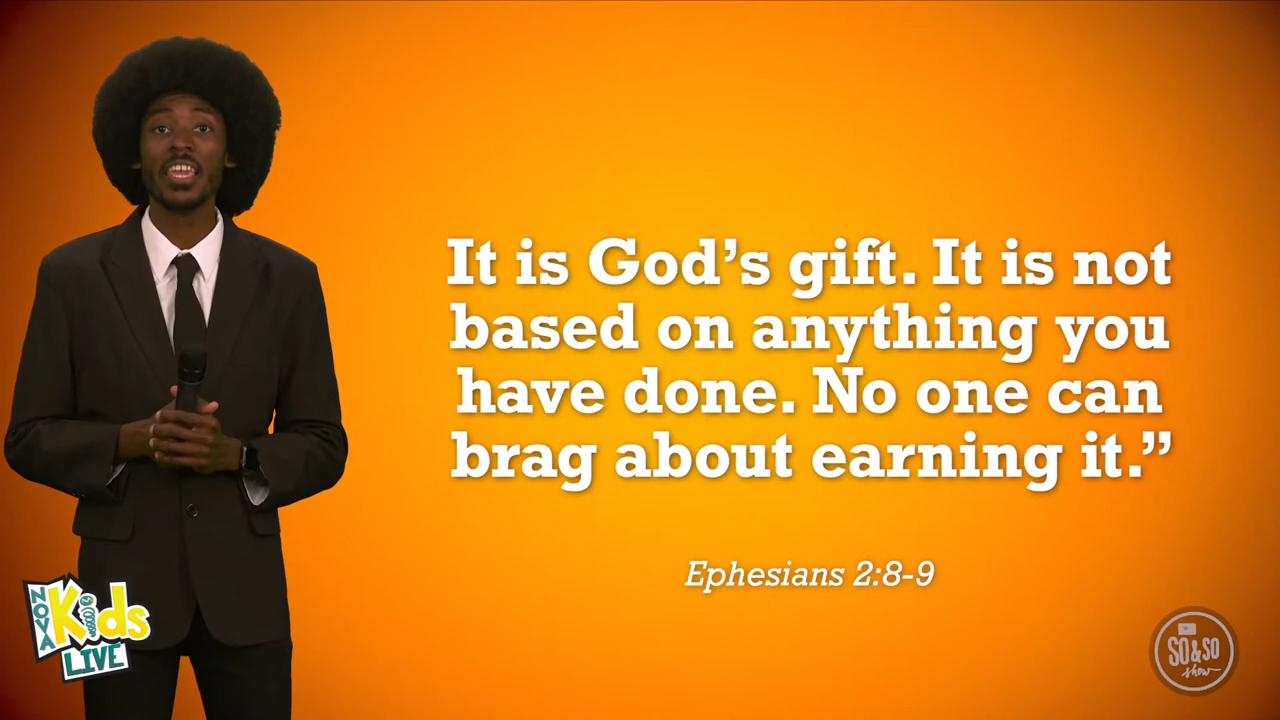 It is God’s gift. It is not
based on anything you
have done. No one can
brag about earning it.”
Ephesians 2:8-9
NOVA
Kids
LIVE
SO & SO
show